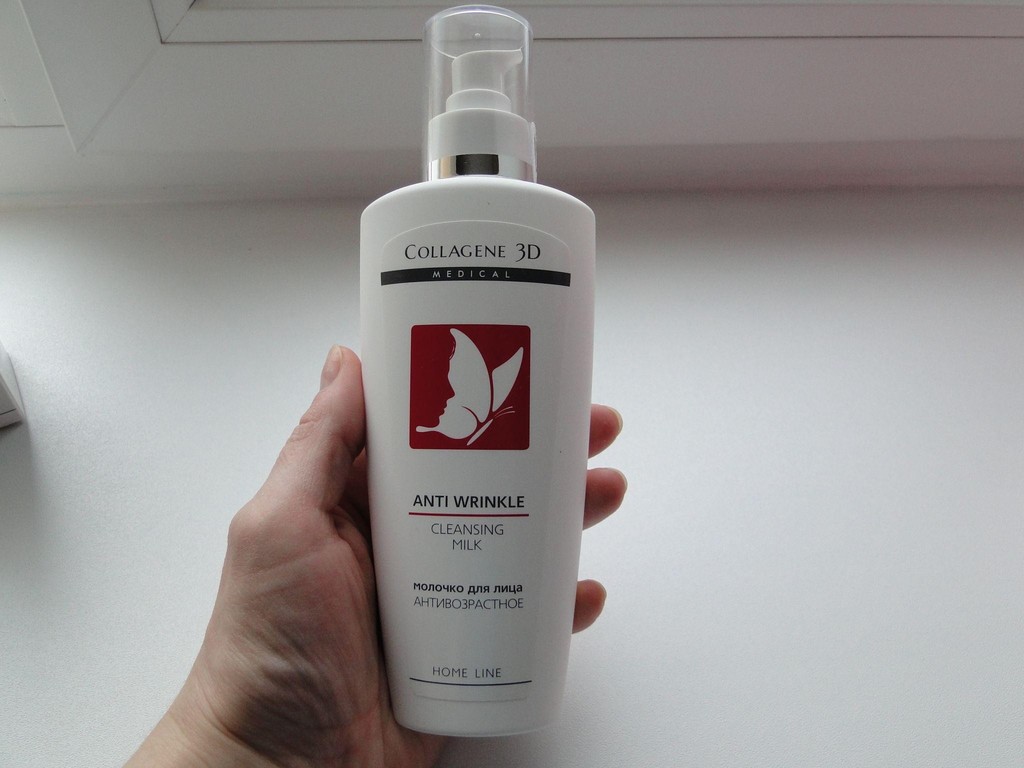 COLLAGENE 3D
MEDICAL
ANTI WRINKLE
CLEANSING
MILK
молочко для лица
АНТИВОЗРАСТНОЕ
HOME LINE